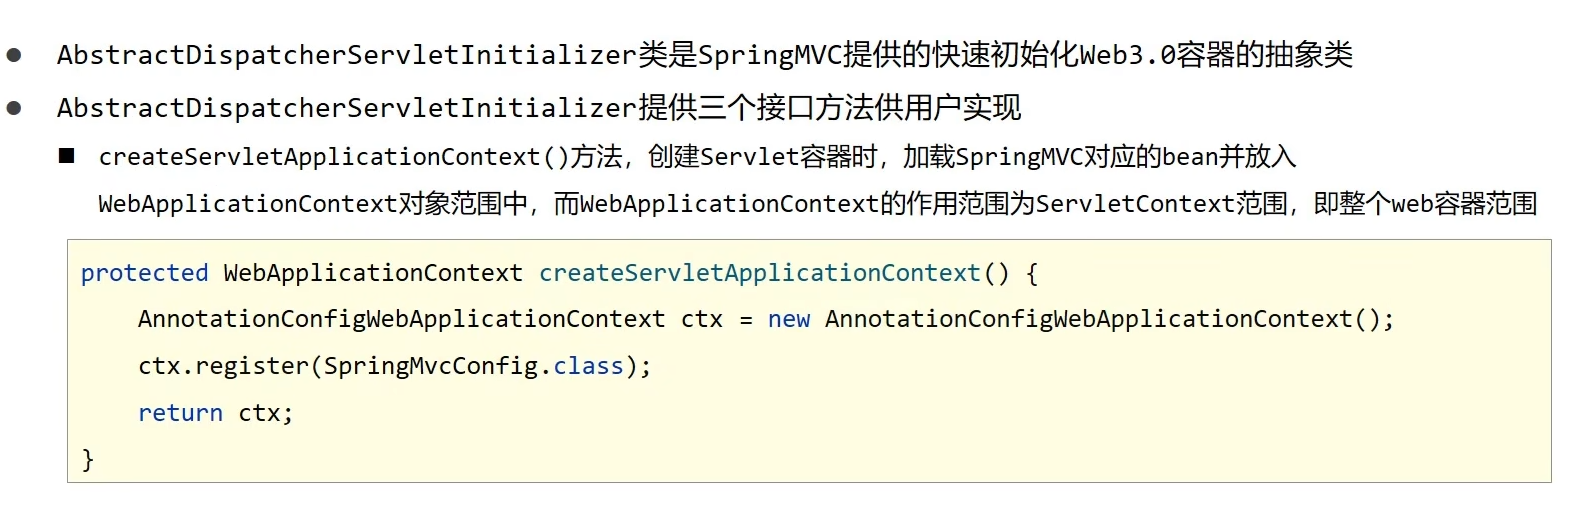 ● AbstractDispatcherServletInitializer类是SpringMVC提供的快速初始化Web3.0容器的抽象类
● AbstractDispatcherServletInitializer提供三个接口方法供用户实现
■ createServletApplicationContext()方法，创建Servlet容器时，加载SpringMVC对应的bean并放入
WebApplicationContext对象范围中，而WebApplicationContext的作用范围为ServletContext范围，即整个web容器范围
protected WebApplicationContext createServletApplicationContext() {
    AnnotationConfigWebApplicationContext ctx = new AnnotationConfigWebApplicationContext();
    ctx.register(SpringMvcConfig.class);
    return ctx;
}